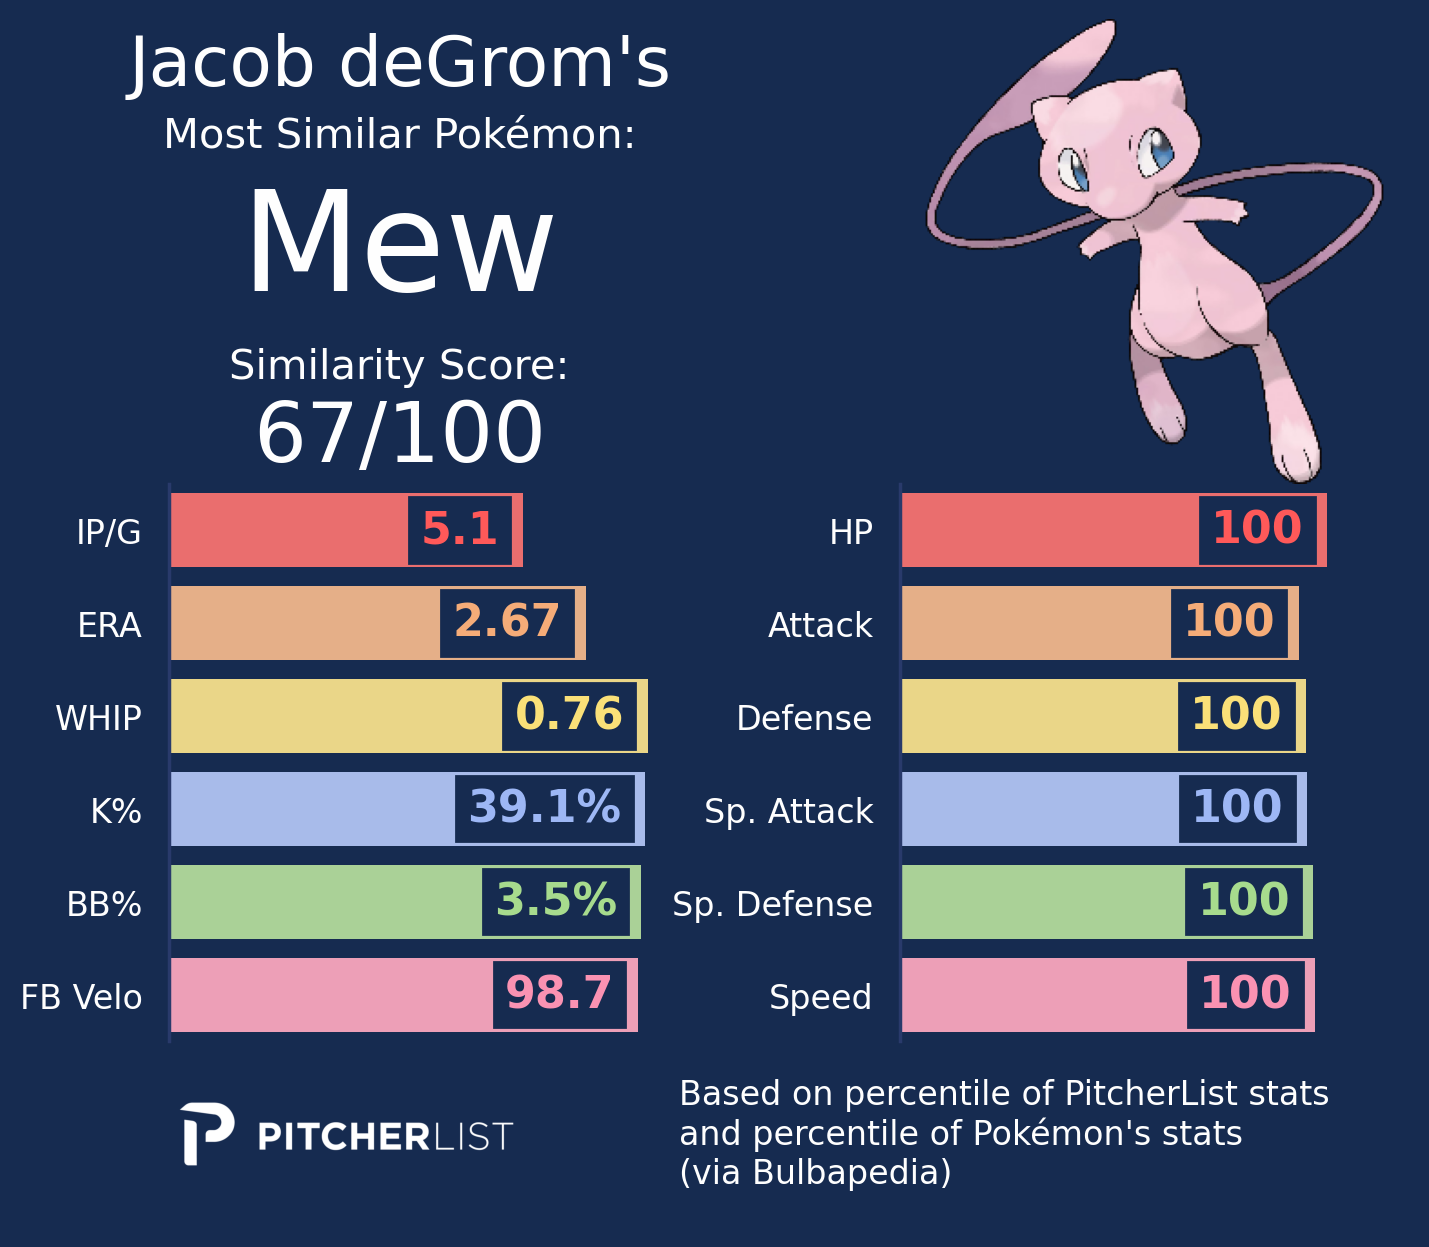 Jacob deGrom's
Most Similar Pokémon:
Mew
Similarity Score:
67/100
IP/G 5.1
ERA 2.67
WHIP 0.76
K% 39.1%
BB% 3.5%
FB Velo 98.7
HP 100
Attack 100
Defense 100
Sp. Attack 100
Sp. Defense 100
Speed 100
PITCHERLIST
Based on percentile of PitcherList stats
and percentile of Pokémon's stats
(via Bulbapedia)